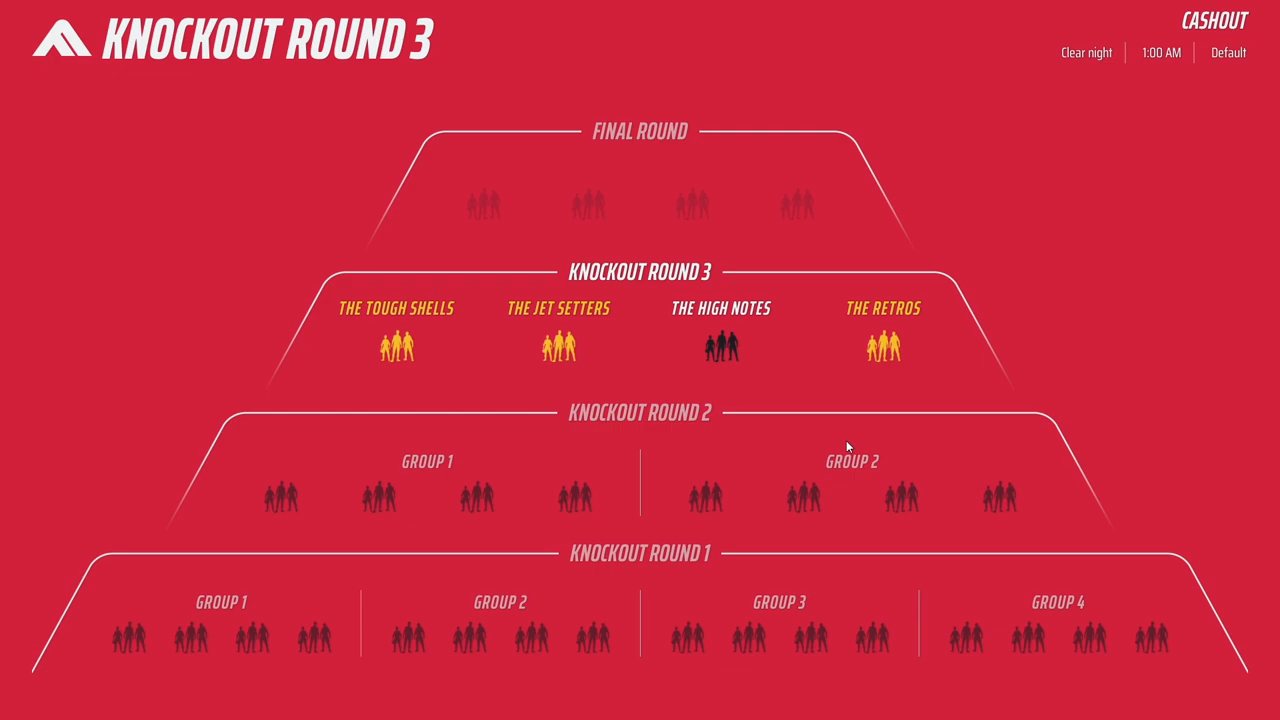 KNOCKOUT ROUND 3
CASHOUT
Clear night
1:00 AM
Default
FINAL ROUND
KNOCKOUT ROUND 3
THE TOUGH SHELLS
THE JET SETTERS
THE HIGH NOTES
THE RETROS
KNOCKOUT ROUND 2
GROUP 1
GROUP 2
KNOCKOUT ROUND 1
GROUP 1
GROUP 2
GROUP 3
GROUP 4